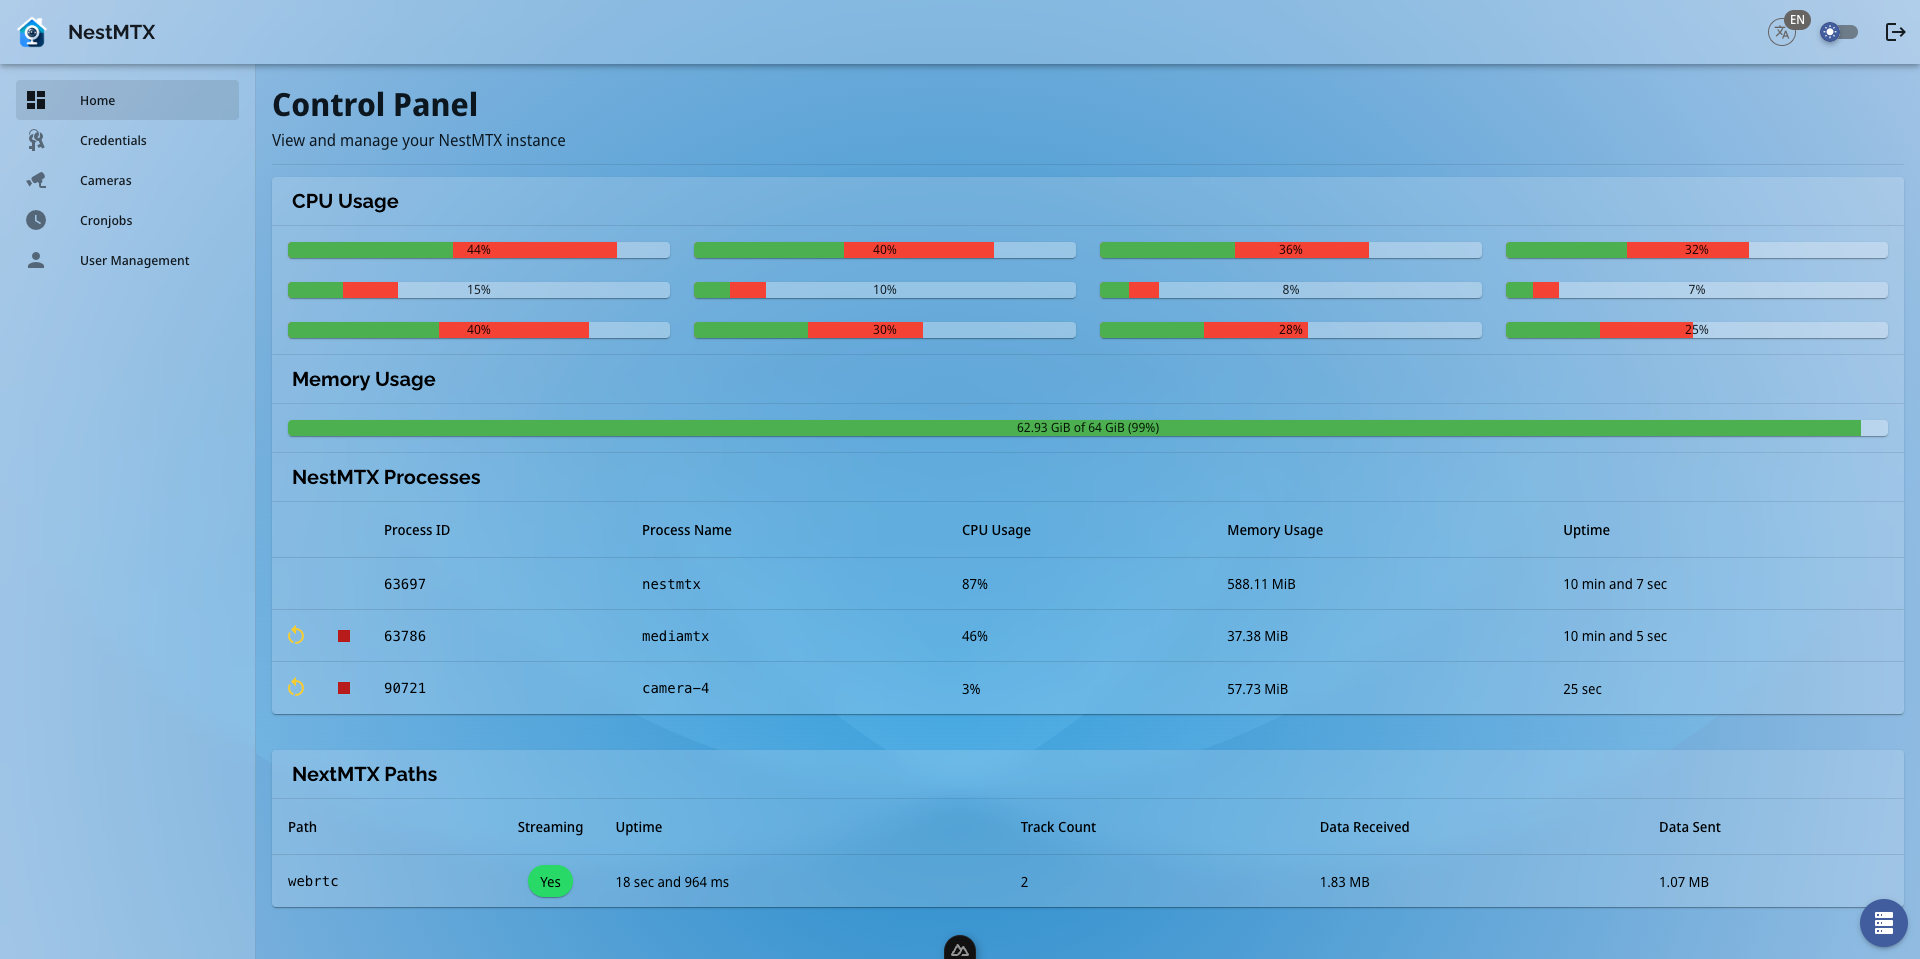 NestMTX
EN
Home
Credentials
Cameras
Cronjobs
User Management
Control Panel
View and manage your NestMTX instance
CPU Usage
44% 40% 36% 32%
15% 10% 8% 7%
40% 30% 28% 25%
Memory Usage
62.93 GiB of 64 GiB (99%)
NestMTX Processes
Process ID Process Name CPU Usage Memory Usage Uptime
63697 nestmtx 87% 588.11 MiB 10 min and 7 sec
63786 mediamtx 46% 37.38 MiB 10 min and 5 sec
90721 camera-4 3% 57.73 MiB 25 sec
NextMTX Paths
Path Streaming Uptime Track Count Data Received Data Sent
webrtc Yes 18 sec and 964 ms 2 1.83 MB 1.07 MB